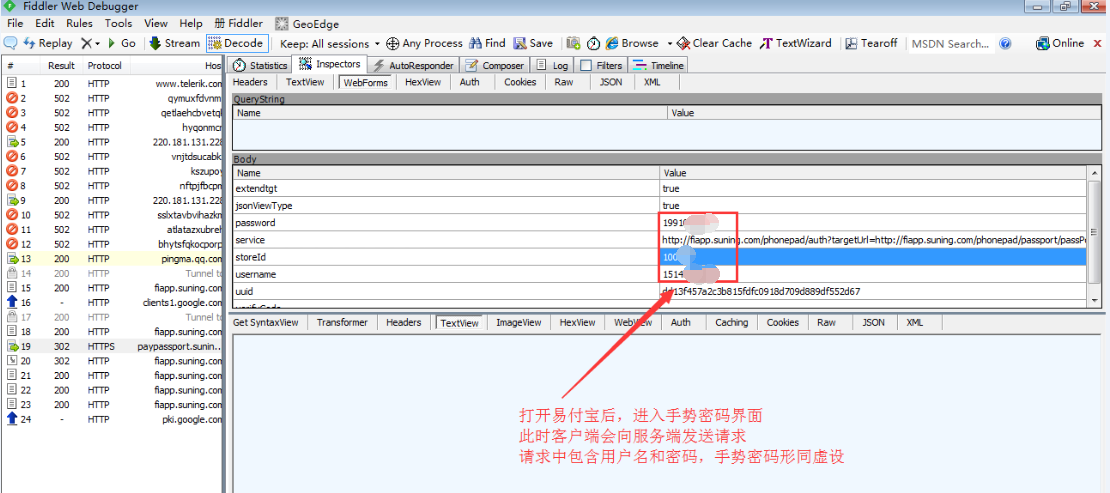 Fiddler Web Debugger
File Edit Rules Tools View Help 册 Fiddler GeoEdge
Replay X Go Stream Decode Keep: All sessions Any Process Find Save Browse Clear Cache TextWizard Tearoff MSDN Search... Online X
# Result Protocol Hos
1 200 HTTP www.telerik.com
2 502 HTTP qymuxfdvnm
3 502 HTTP qetlaehcbvetql
4 502 HTTP hyqonmcr
5 200 HTTP 220.181.131.228
6 502 HTTP vnjtdsucabk
7 502 HTTP kszupoy
8 502 HTTP nftpjfbcpm
9 200 HTTP 220.181.131.228
10 502 HTTP sslxtavbvihazkm
11 502 HTTP atlatazxubreh
12 502 HTTP bhytsfqkocporp
13 200 HTTP pingma.qq.com
14 200 HTTP Tunnel to
15 200 HTTP fiapp.suning.com
16 - HTTP clients1.google.com
17 200 HTTP Tunnel to
18 200 HTTP fiapp.suning.com
19 302 HTTPS paypassport.sunin...
20 302 HTTP fiapp.suning.com
21 200 HTTP fiapp.suning.com
22 200 HTTP fiapp.suning.com
23 200 HTTP fiapp.suning.com
24 - HTTP pki.google.com
Statistics Inspectors AutoResponder Composer Log Filters Timeline
Headers TextView WebForms HexView Auth Cookies Raw JSON XML
QueryString
Name Value
Body
Name Value
extendtgt true
jsonViewType true
password 1991
service http://fiapp.suning.com/phonepad/auth?targetUrl=http://fiapp.suning.com/phonepad/passport/passPo
storeId 100
username 1514
uuid dd13f457a2c3b815fdfc0918d709d889df552d67
Get SyntaxView Transformer Headers TextView ImageView HexView WebView Auth Caching Cookies Raw JSON XML
打开易付宝后，进入手势密码界面
此时客户端会向服务端发送请求
请求中包含用户名和密码，手势密码形同虚设